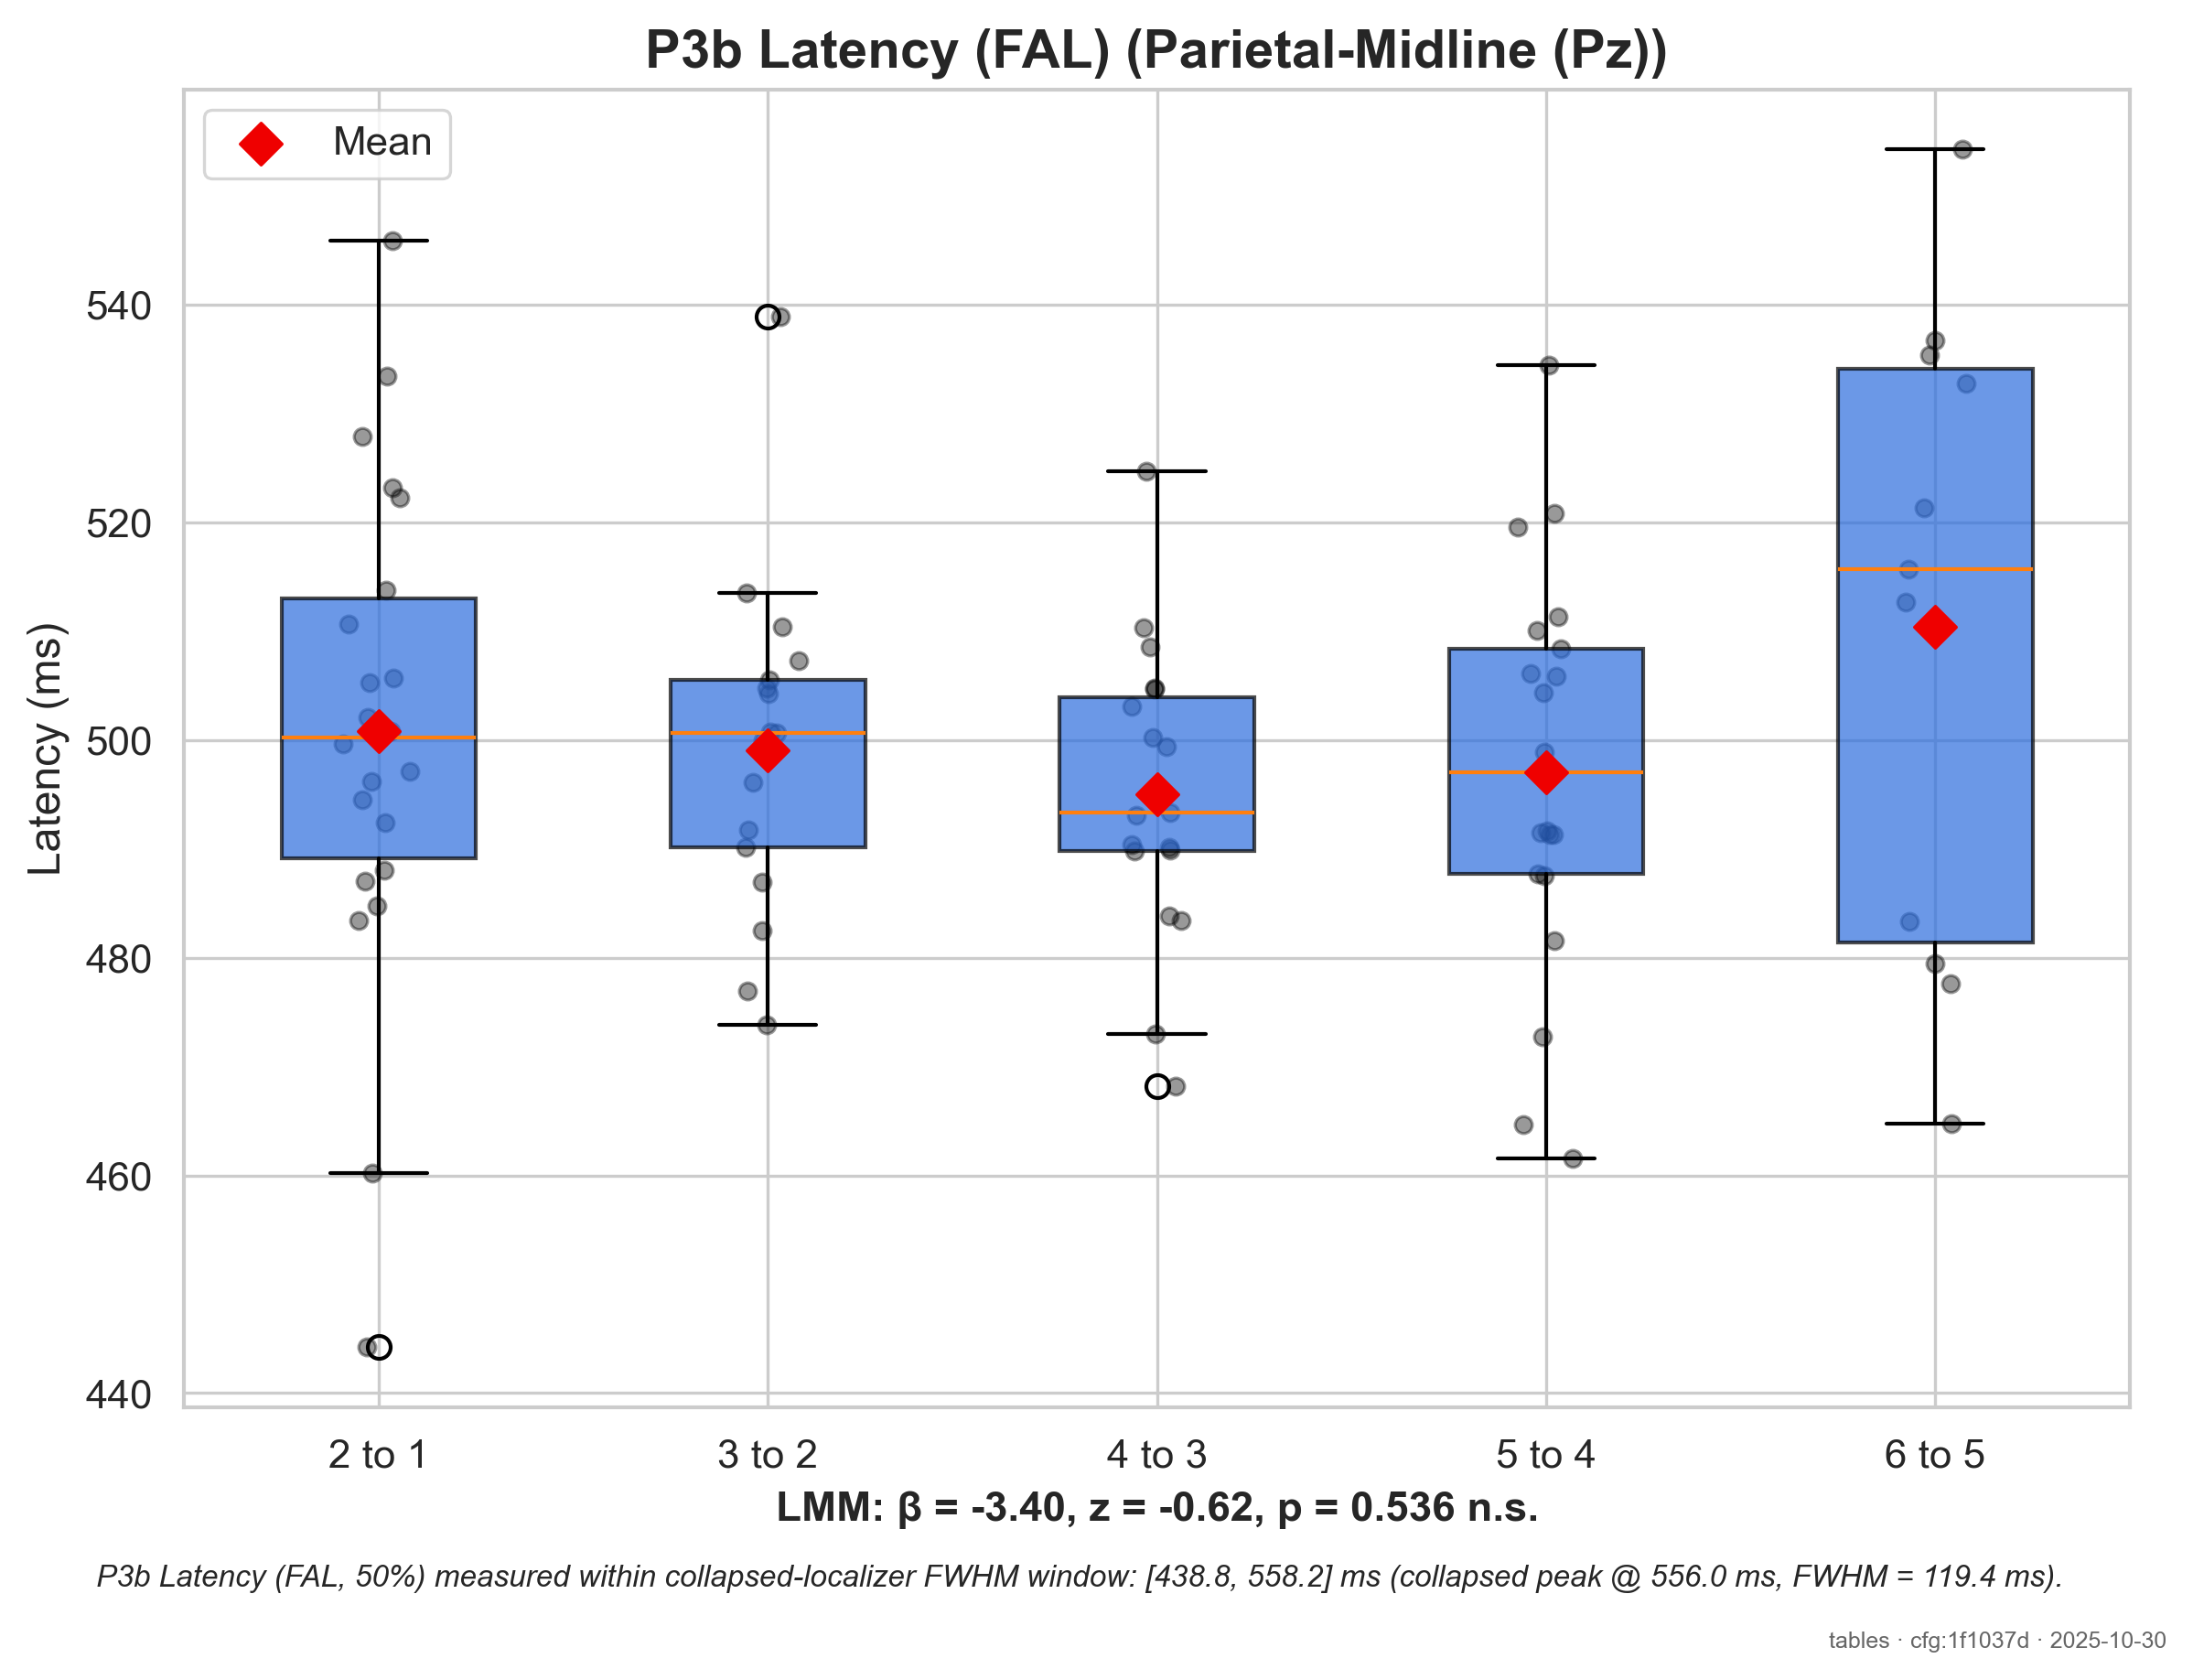 P3b Latency (FAL) (Parietal-Midline (Pz))
Mean
Latency (ms)
540
520
500
480
460
440
2 to 1
3 to 2
4 to 3
5 to 4
6 to 5
LMM: β = -3.40, z = -0.62, p = 0.536 n.s.
P3b Latency (FAL, 50%) measured within collapsed-localizer FWHM window: [438.8, 558.2] ms (collapsed peak @ 556.0 ms, FWHM = 119.4 ms).
tables · cfg:1f1037d · 2025-10-30